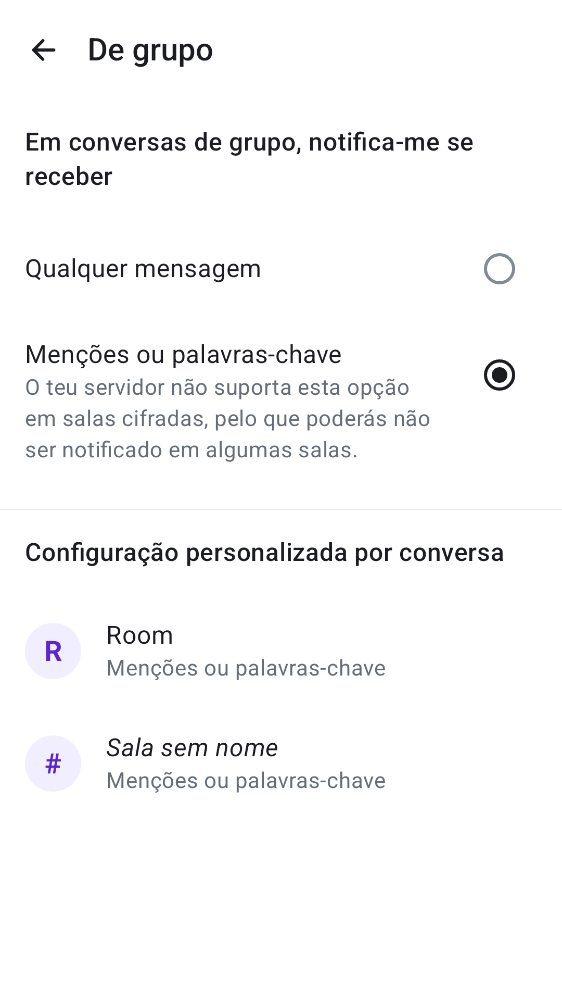 De grupo
Em conversas de grupo, notifica-me se
receber
Qualquer mensagem
Menções ou palavras-chave
O teu servidor não suporta esta opção
em salas cifradas, pelo que poderás não
ser notificado em algumas salas.
Configuração personalizada por conversa
R
Room
Menções ou palavras-chave
#
Sala sem nome
Menções ou palavras-chave